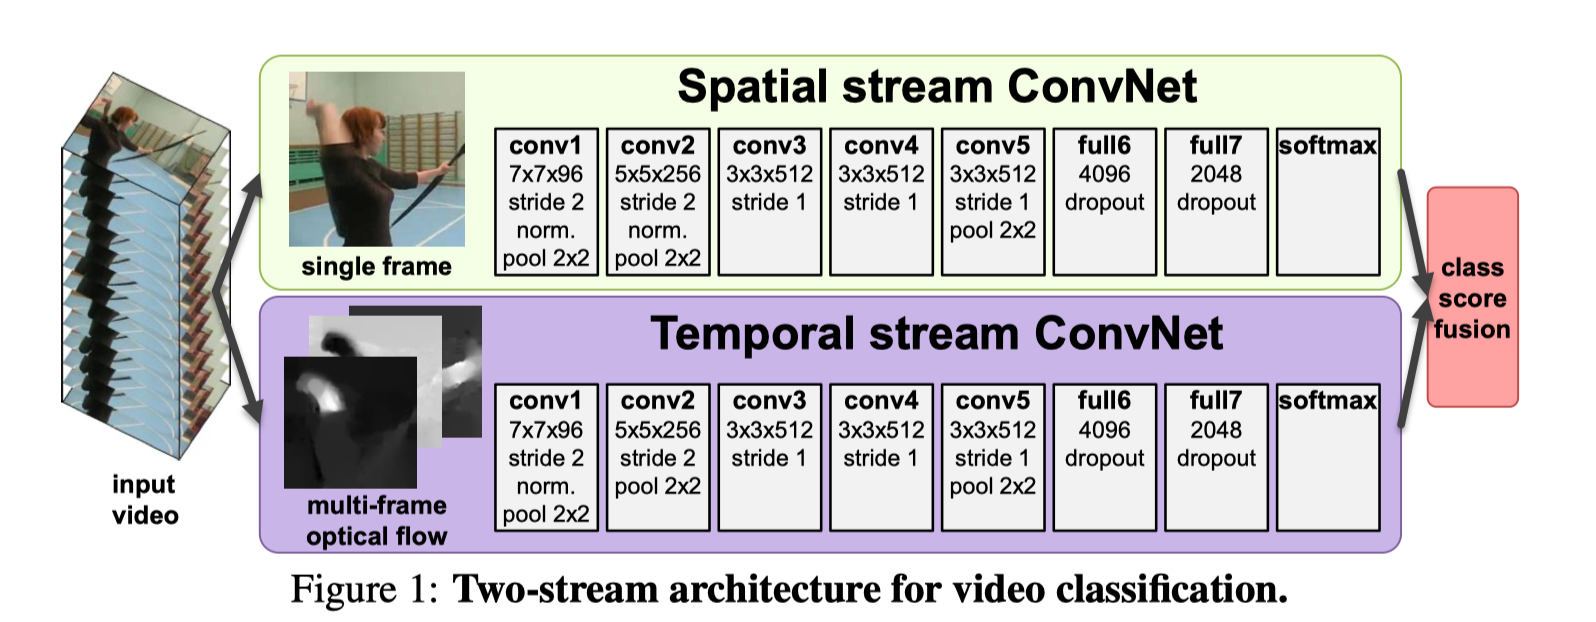 Spatial stream ConvNet
single frame
conv1
7x7x96
stride 2
norm.
pool 2x2
conv2
5x5x256
stride 2
norm.
pool 2x2
conv3
3x3x512
stride 1
conv4
3x3x512
stride 1
conv5
3x3x512
stride 1
pool 2x2
full6
4096
dropout
full7
2048
dropout
softmax
input
video
Temporal stream ConvNet
multi-frame
optical flow
conv1
7x7x96
stride 2
norm.
pool 2x2
conv2
5x5x256
stride 2
pool 2x2
conv3
3x3x512
stride 1
conv4
3x3x512
stride 1
conv5
3x3x512
stride 1
pool 2x2
full6
4096
dropout
full7
2048
dropout
softmax
class
score
fusion
Figure 1: Two-stream architecture for video classification.